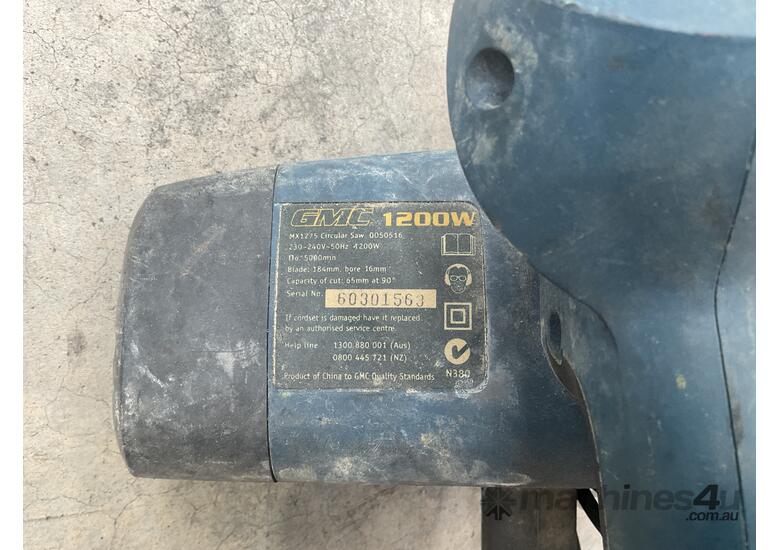 GMC 1200W
MX1275 Circular Saw 0050516
230-240V~50Hz 1200W
no: 5000min
Blade: 184mm, bore 16mm
Capacity of cut: 65mm at 90°
Serial No. 60301563
If cordset is damaged have it replaced
by an authorised service centre.
Help line 1300 880 001 (Aus)
0800 445 721 (NZ)
Product of China to GMC Quality Standards
N380
machines4u
.com.au